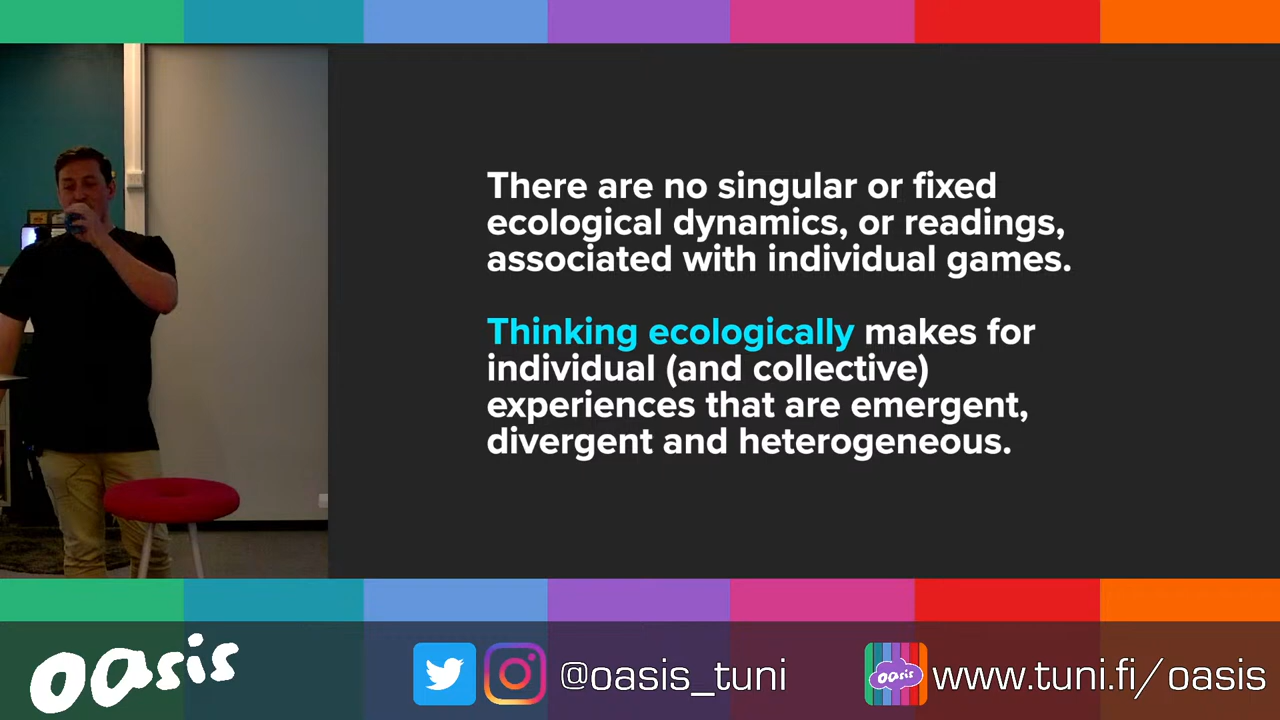 There are no singular or fixed
ecological dynamics, or readings,
associated with individual games.
Thinking ecologically makes for
individual (and collective)
experiences that are emergent,
divergent and heterogeneous.
oasis
@oasis_tuni
oasis
www.tuni.fi/oasis